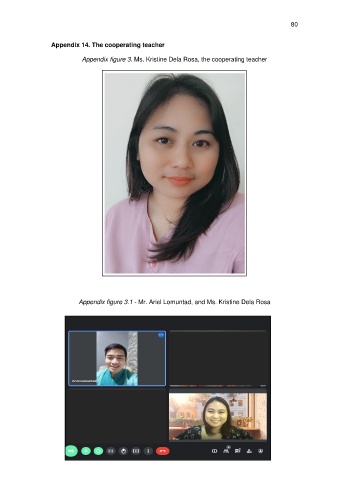 80
Appendix 14. The cooperating teacher
Appendix figure 3. Ms. Kristine Dela Rosa, the cooperating teacher
Appendix figure 3.1 - Mr. Ariel Lomuntad, and Ms. Kristine Dela Rosa